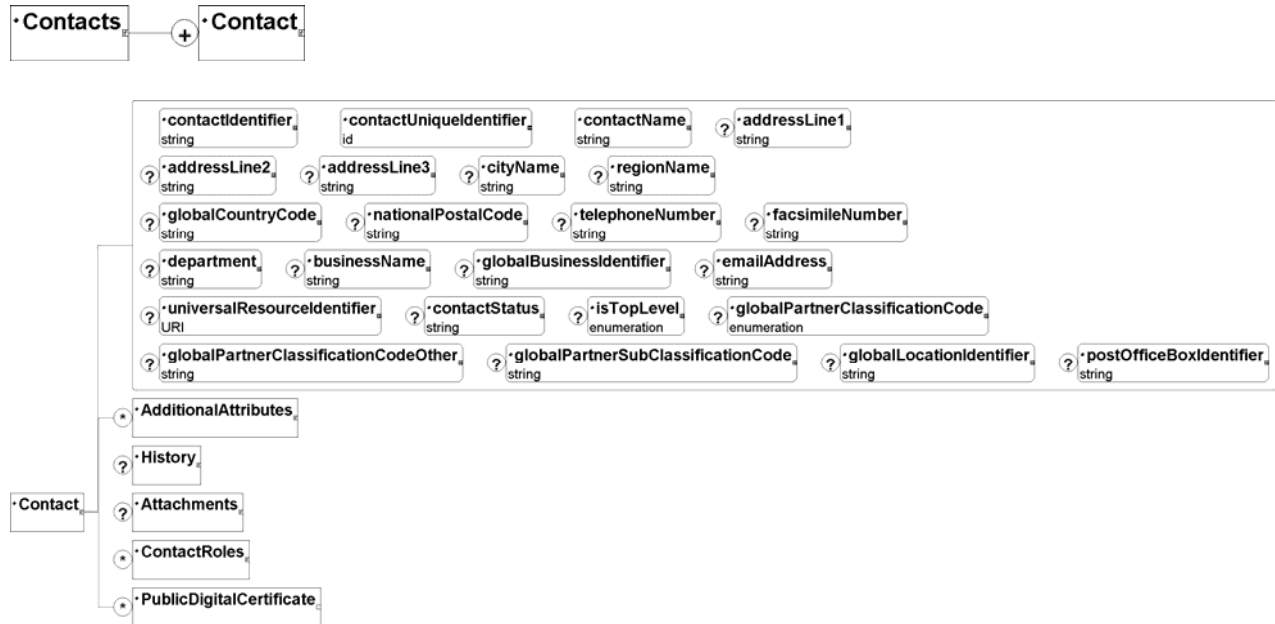 Contacts + Contact
contactIdentifier contactUniqueIdentifier contactName ? addressLine1
string id string string
? addressLine2 ? addressLine3 ? cityName ? regionName
string string string string
? globalCountryCode ? nationalPostalCode ? telephoneNumber ? facsimileNumber
string string string string
? department ? businessName ? globalBusinessIdentifier ? emailAddress
string string string string
? universalResourceIdentifier ? contactStatus ? isTopLevel ? globalPartnerClassificationCode
URI string enumeration enumeration
? globalPartnerClassificationCodeOther ? globalPartnerSubClassificationCode ? globalLocationIdentifier ? postOfficeBoxIdentifier
string string string string
* AdditionalAttributes
? History
Contact ? Attachments
* ContactRoles
* PublicDigitalCertificate